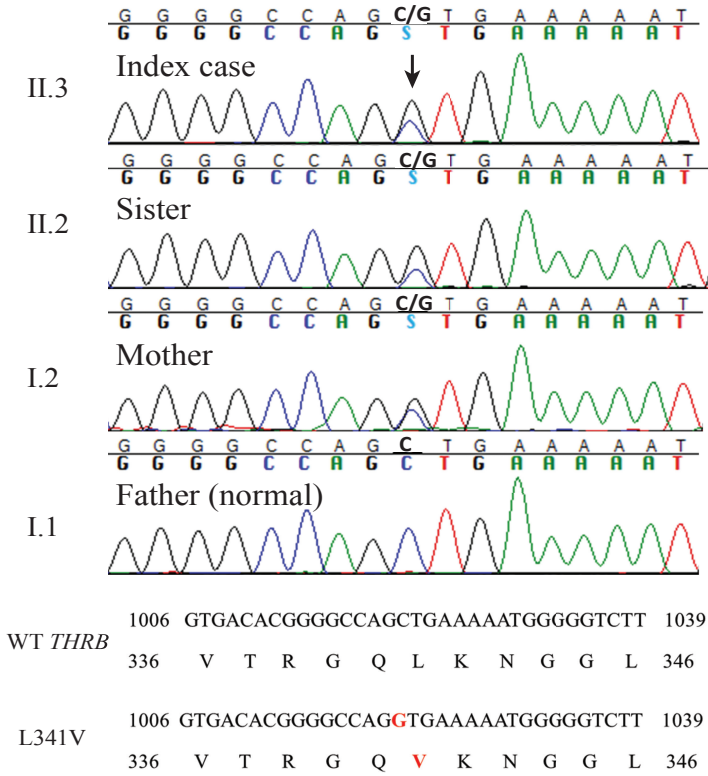 G G G G C C A G C/G T G A A A A A T
G G G G C C A G S T G A A A A A T
II.3 Index case
G G G G C C A G C/G T G A A A A A T
G G G G C C A G S T G A A A A A T
II.2 Sister
G G G G C C A G C/G T G A A A A A T
G G G G C C A G S T G A A A A A T
I.2 Mother
G G G G C C A G C T G A A A A A T
G G G G C C A G C T G A A A A A T
I.1 Father (normal)
1006 GTGACACGGGGCCAGCTGAAAAATGGGGGTCTT 1039
WT THRB
336 V T R G Q L K N G G L 346
1006 GTGACACGGGGCCAGGTGAAAAATGGGGGTCTT 1039
L341V
336 V T R G Q V K N G G L 346